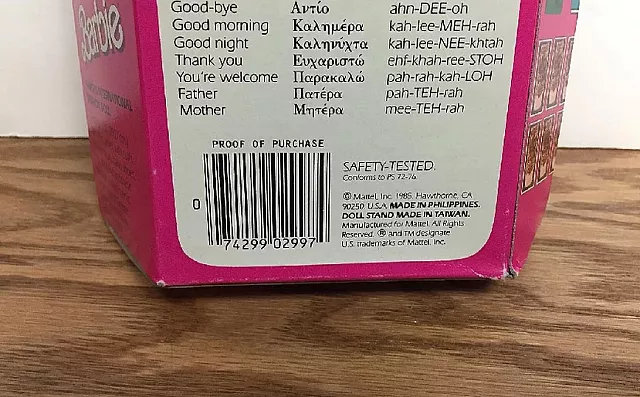 Barbie
INTERNATIONAL
Good-bye Αντίο ahn-DEE-oh
Good morning Καλημέρα kah-lee-MEH-rah
Good night Καληνύχτα kah-lee-NEE-khtah
Thank you Ευχαριστώ ehf-khah-ree-STOH
You're welcome Παρακαλώ pah-rah-kah-LOH
Father Πατέρα pah-TEH-rah
Mother Μητέρα mee-TEH-rah
PROOF OF PURCHASE
0 74299 02997
SAFETY-TESTED.
Conforms to PS 72-76.
© Mattel, Inc. 1985. Hawthorne, CA
90250 U.S.A. MADE IN PHILIPPINES.
DOLL STAND MADE IN TAIWAN.
Manufactured for Mattel. All Rights
Reserved. ® and TM designate
U.S. trademarks of Mattel, Inc.